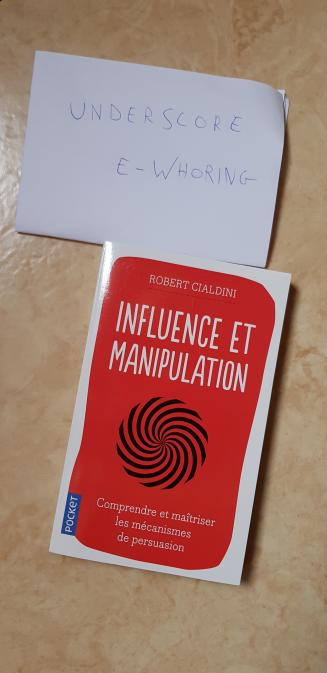 UNDERSCORE
E-WHORING
ROBERT CIALDINI
INFLUENCE ET
MANIPULATION
Comprendre et maîtriser
les mécanismes
de persuasion
POCKET